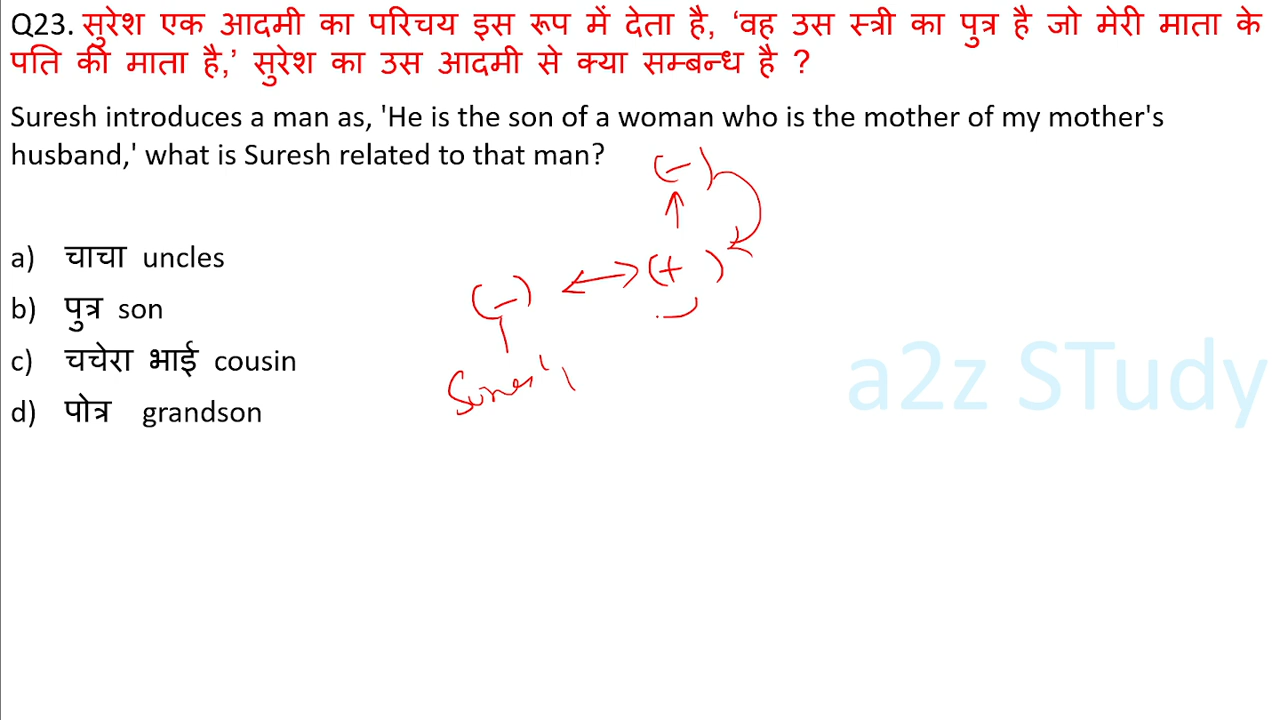 Q23. सुरेश एक आदमी का परिचय इस रूप में देता है, ‘वह उस स्त्री का पुत्र है जो मेरी माता के
पति की माता है,’ सुरेश का उस आदमी से क्या सम्बन्ध है ?
Suresh introduces a man as, 'He is the son of a woman who is the mother of my mother's
husband,' what is Suresh related to that man?
(-)
(+ )
(-)
a) चाचा uncles
b) पुत्र son
c) चचेरा भाई cousin
d) पोत्र grandson
a2z STudy